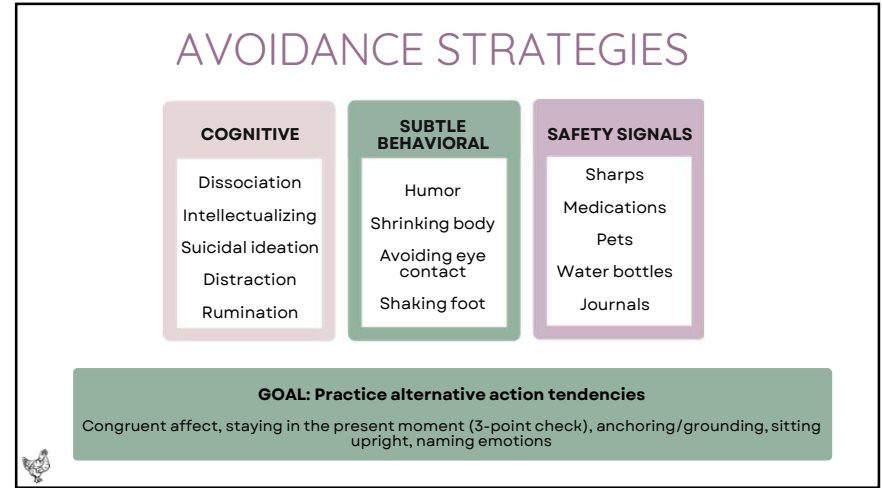 AVOIDANCE STRATEGIES
COGNITIVE
Dissociation
Intellectualizing
Suicidal ideation
Distraction
Rumination
SUBTLE
BEHAVIORAL
Humor
Shrinking body
Avoiding eye
contact
Shaking foot
SAFETY SIGNALS
Sharps
Medications
Pets
Water bottles
Journals
GOAL: Practice alternative action tendencies
Congruent affect, staying in the present moment (3-point check), anchoring/grounding, sitting
upright, naming emotions